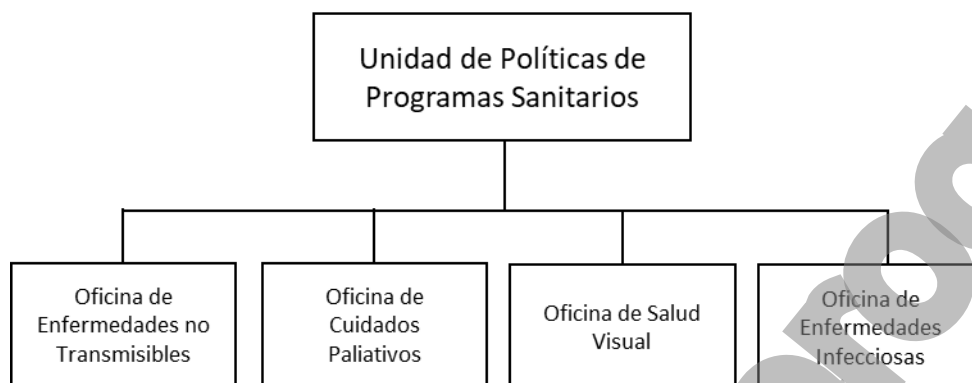 Unidad de Políticas de
Programas Sanitarios
Oficina de
Enfermedades no
Transmisibles
Oficina de
Cuidados
Paliativos
Oficina de Salud
Visual
Oficina de
Enfermedades
Infecciosas